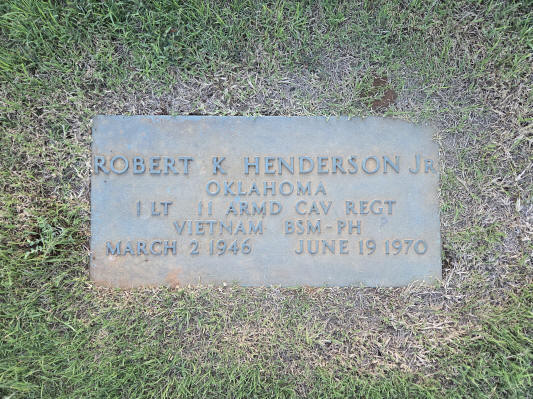 ROBERT K HENDERSON JR
OKLAHOMA
1 LT 11 ARMD CAV REGT
VIETNAM BSM-PH
MARCH 2 1946 JUNE 19 1970